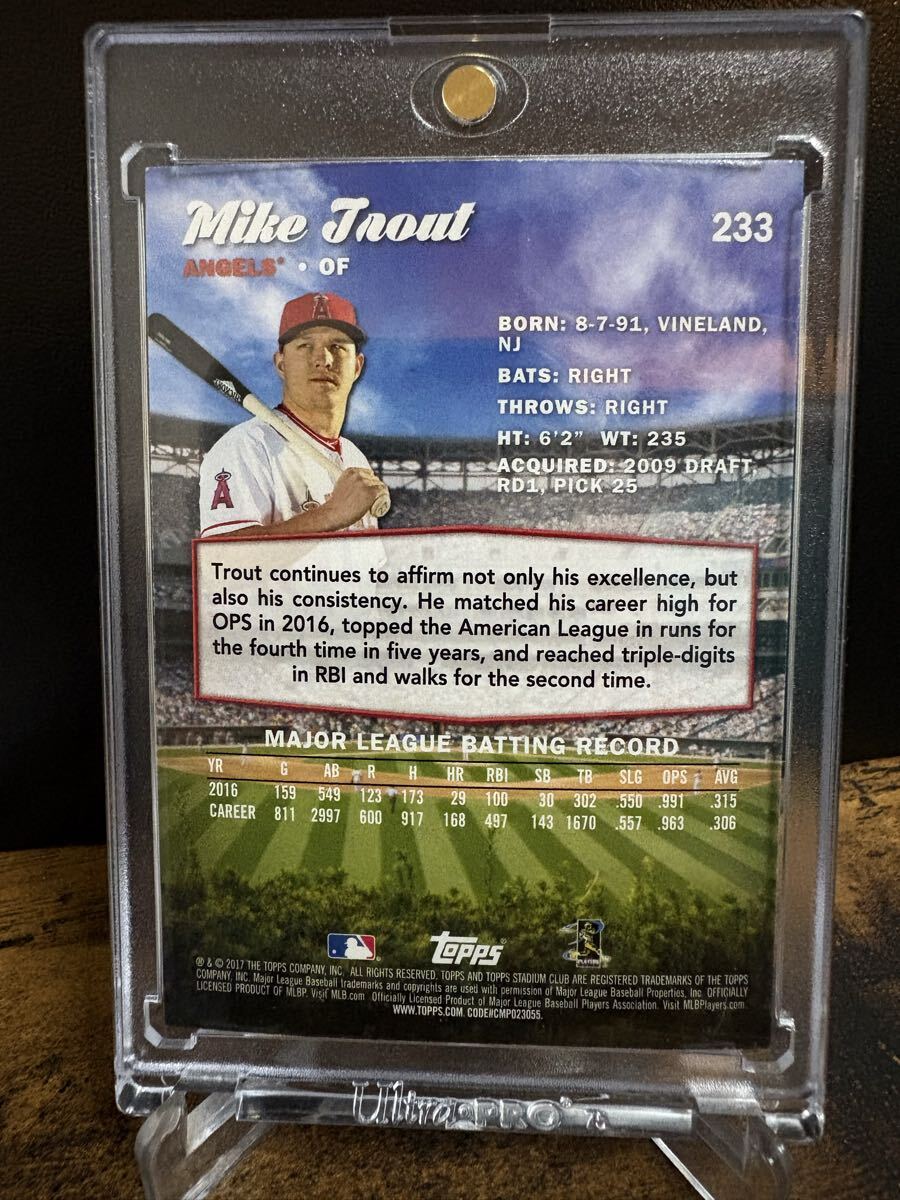 Mike Trout
233
ANGELS® • OF
BORN: 8-7-91, VINELAND,
NJ
BATS: RIGHT
THROWS: RIGHT
HT: 6'2" WT: 235
ACQUIRED: 2009 DRAFT,
RD1, PICK 25
A
A
Trout continues to affirm not only his excellence, but
also his consistency. He matched his career high for
OPS in 2016, topped the American League in runs for
the fourth time in five years, and reached triple-digits
in RBI and walks for the second time.
MAJOR LEAGUE BATTING RECORD
YR G AB R H HR RBI SB TB SLG OPS AVG
2016 159 549 123 173 29 100 30 302 .550 .991 .315
CAREER 811 2997 600 917 168 497 143 1670 .557 .963 .306
topps®
PLAYERS
® & © 2017 THE TOPPS COMPANY, INC. ALL RIGHTS RESERVED. TOPPS AND TOPPS STADIUM CLUB ARE REGISTERED TRADEMARKS OF THE TOPPS
COMPANY, INC. Major League Baseball trademarks and copyrights are used with permission of Major League Baseball Properties, Inc. OFFICIALLY
LICENSED PRODUCT OF MLBP. Visit MLB.com Officially Licensed Product of Major League Baseball Players Association. Visit MLBPlayers.com
WWW.TOPPS.COM. CODE#CMP023055.
Ultra PRO